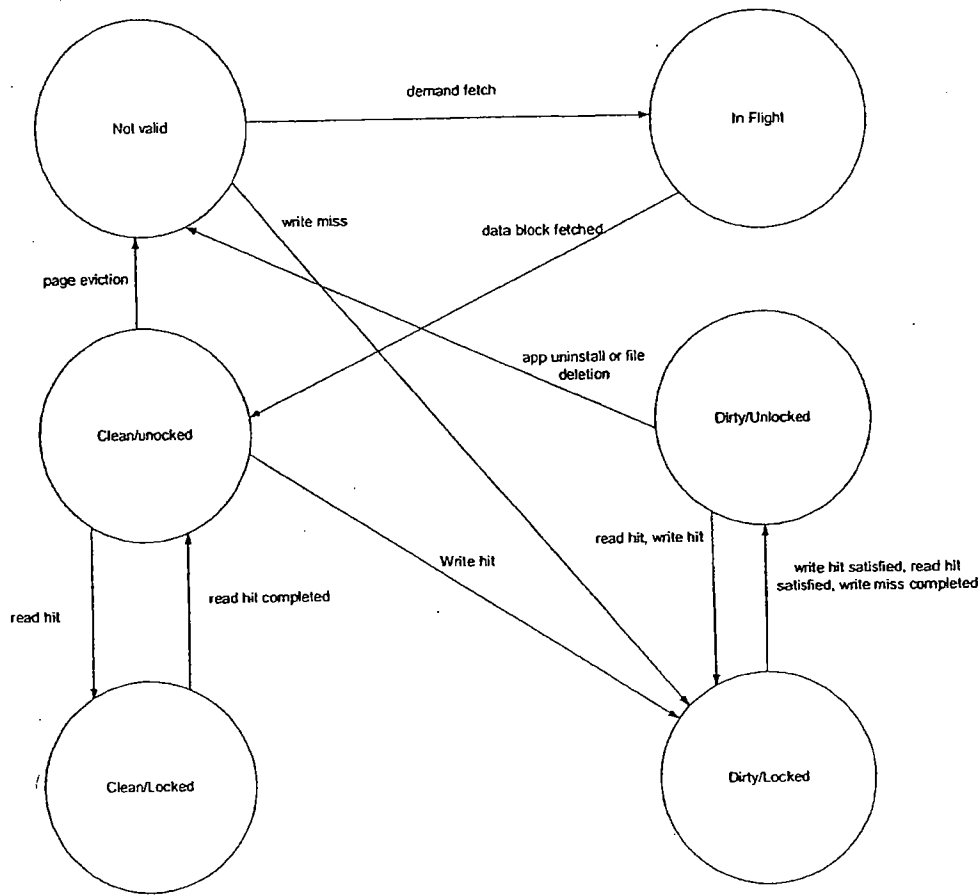 demand fetch
Not valid
In Flight
write miss
data block fetched
page eviction
app uninstall or file
deletion
Clean/unocked
Dirty/Unlocked
read hit, write hit
Write hit
write hit satisfied, read hit
satisfied, write miss completed
read hit completed
read hit
Clean/Locked
Dirty/Locked